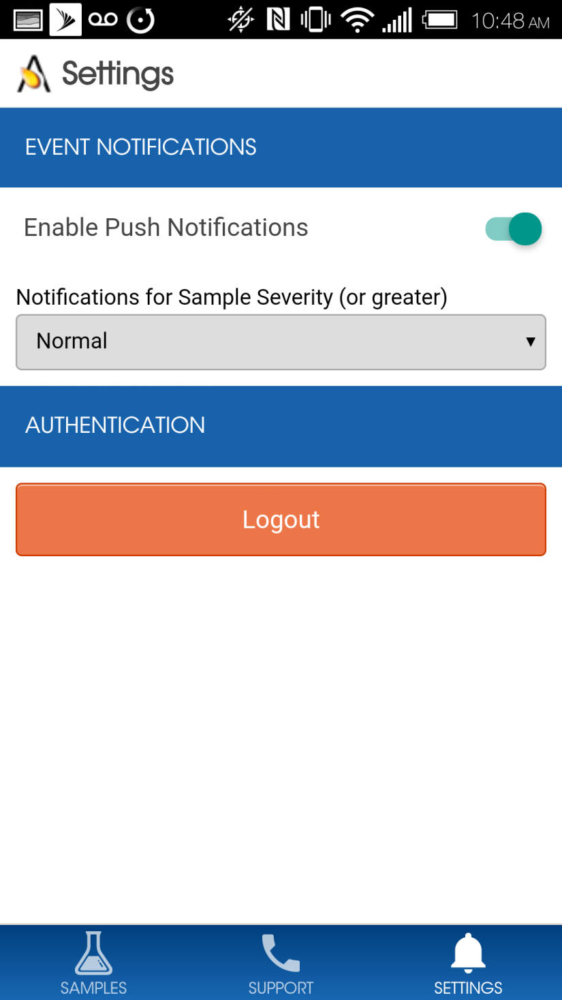 10:48 AM
Settings
EVENT NOTIFICATIONS
Enable Push Notifications
Notifications for Sample Severity (or greater)
Normal
AUTHENTICATION
Logout
SAMPLES
SUPPORT
SETTINGS